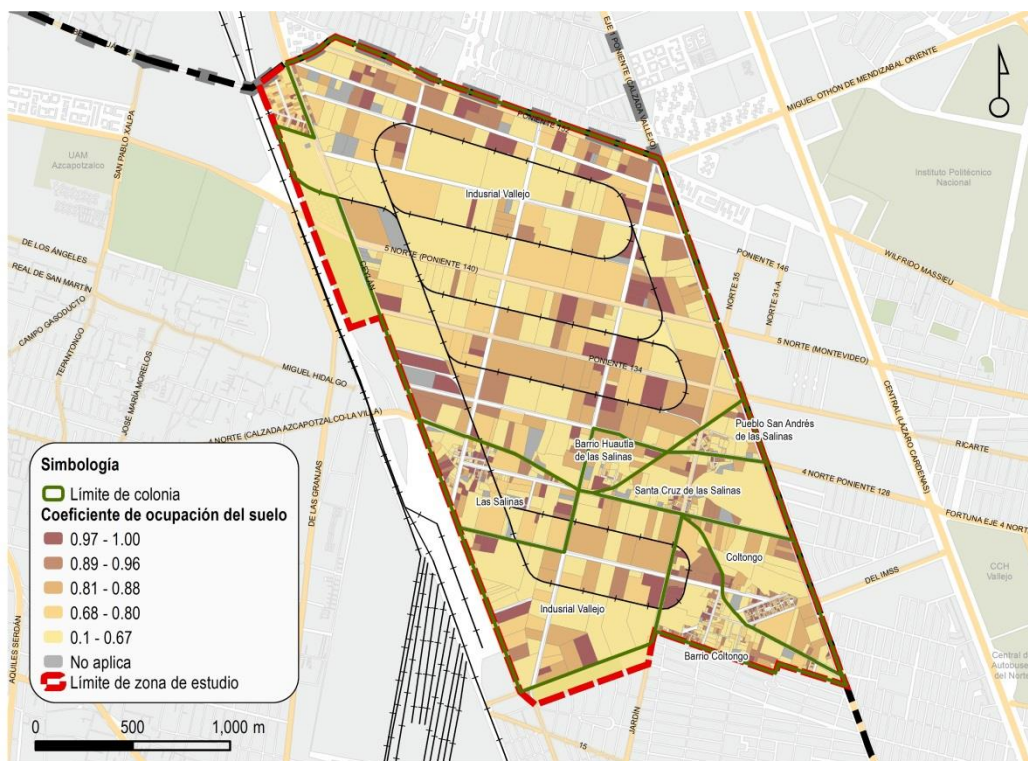 BENITO JUÁREZ
EJE 1 PONIENTE (CALZADA VALLEJO)
MIGUEL OTHÓN DE MENDIZABAL ORIENTE
PONIENTE 152
SAN PABLO XALPA
UAM
Azcapotzalco
Instituto Politécnico
Nacional
Indusrial Vallejo
DE LOS ÁNGELES
REAL DE SAN MARTÍN
CEYLÁN
5 NORTE (PONIENTE 140)
PONIENTE 146
NORTE 35
NORTE 31-A
WILFRIDO MASSIEU
CAMPO GASODUCTO
TEPANTONGO
JOSÉ MARÍA MORELOS
MIGUEL HIDALGO
5 NORTE (MONTEVIDEO)
PONIENTE 134
CENTRAL (LÁZARO CÁRDENAS)
4 NORTE (CALZADA AZCAPOTZALCO-LA VILLA)
Pueblo San Andrés
de las Salinas
RICARTE
Barrio Huautla
de las Salinas
4 NORTE PONIENTE 128
Santa Cruz de las Salinas
Las Salinas
FORTUNA EJE 4 NORTE
DE LAS GRANJAS
Coltongo
DEL IMSS
CCH
Vallejo
Indusrial Vallejo
Barrio Coltongo
Central de
Autobuses
del Norte
AQUILES SERDÁN
JARDÍN
15
Simbología
Límite de colonia
Coeficiente de ocupación del suelo
0.97 - 1.00
0.89 - 0.96
0.81 - 0.88
0.68 - 0.80
0.1 - 0.67
No aplica
Límite de zona de estudio
0 500 1,000 m